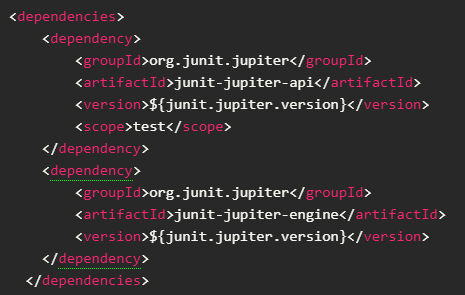 <dependencies>
<dependency>
<groupId>org.junit.jupiter</groupId>
<artifactId>junit-jupiter-api</artifactId>
<version>${junit.jupiter.version}</version>
<scope>test</scope>
</dependency>
<dependency>
<groupId>org.junit.jupiter</groupId>
<artifactId>junit-jupiter-engine</artifactId>
<version>${junit.jupiter.version}</version>
</dependency>
</dependencies>